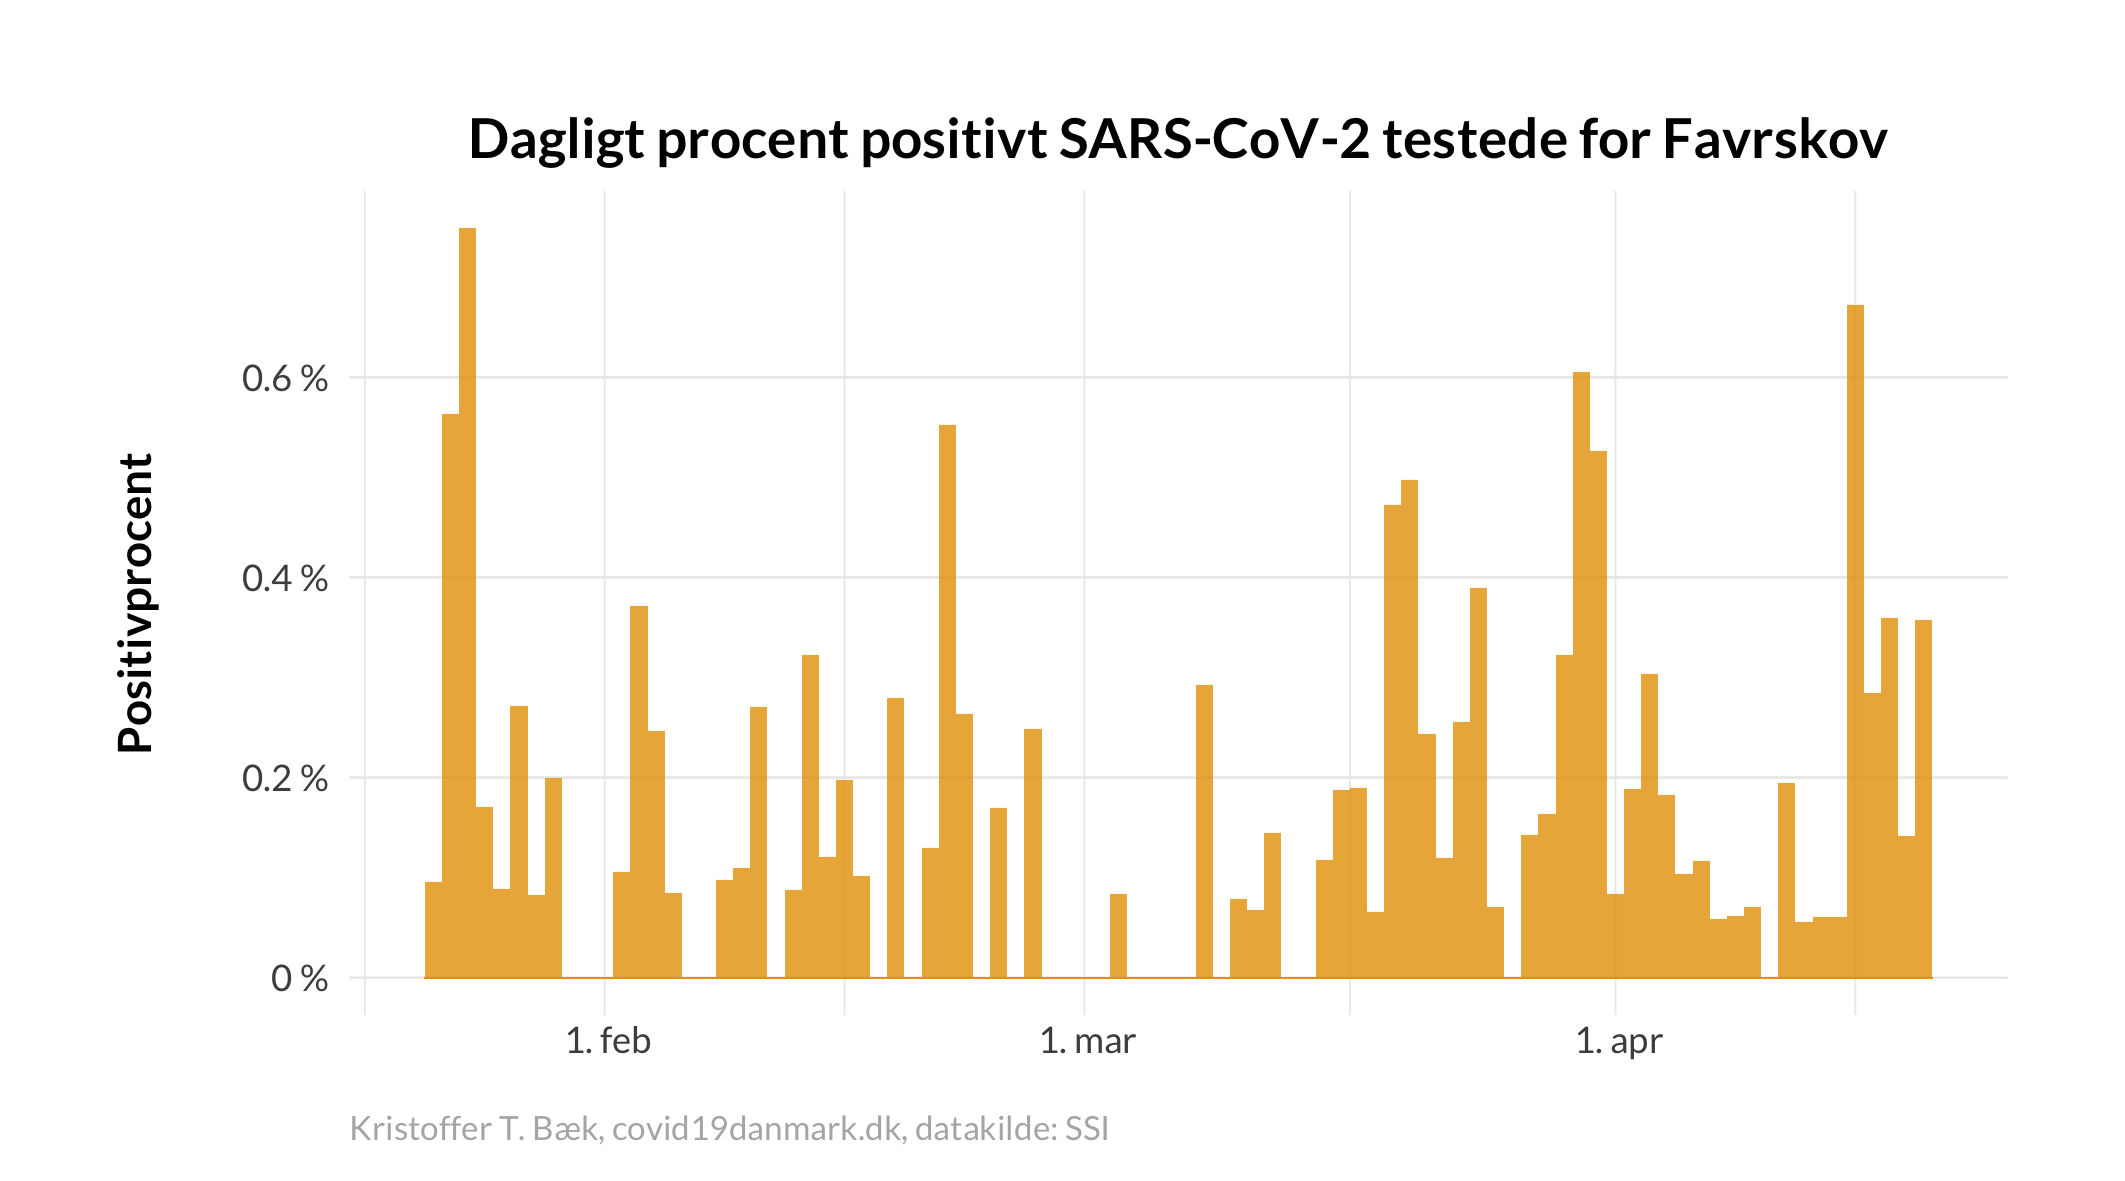 Dagligt procent positivt SARS-CoV-2 testede for Favrskov
Positivprocent
0.6 %
0.4 %
0.2 %
0 %
1. feb
1. mar
1. apr
Kristoffer T. Bæk, covid19danmark.dk, datakilde: SSI